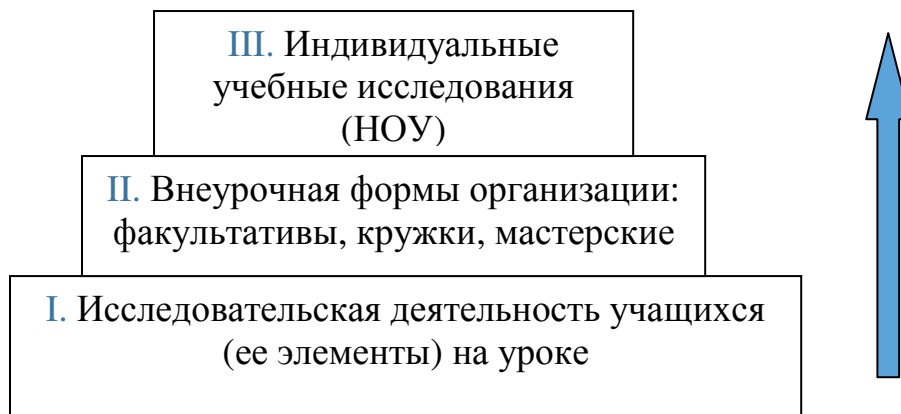 III. Индивидуальные
учебные исследования
(НОУ)
II. Внеурочная формы организации:
факультативы, кружки, мастерские
I. Исследовательская деятельность учащихся
(ее элементы) на уроке